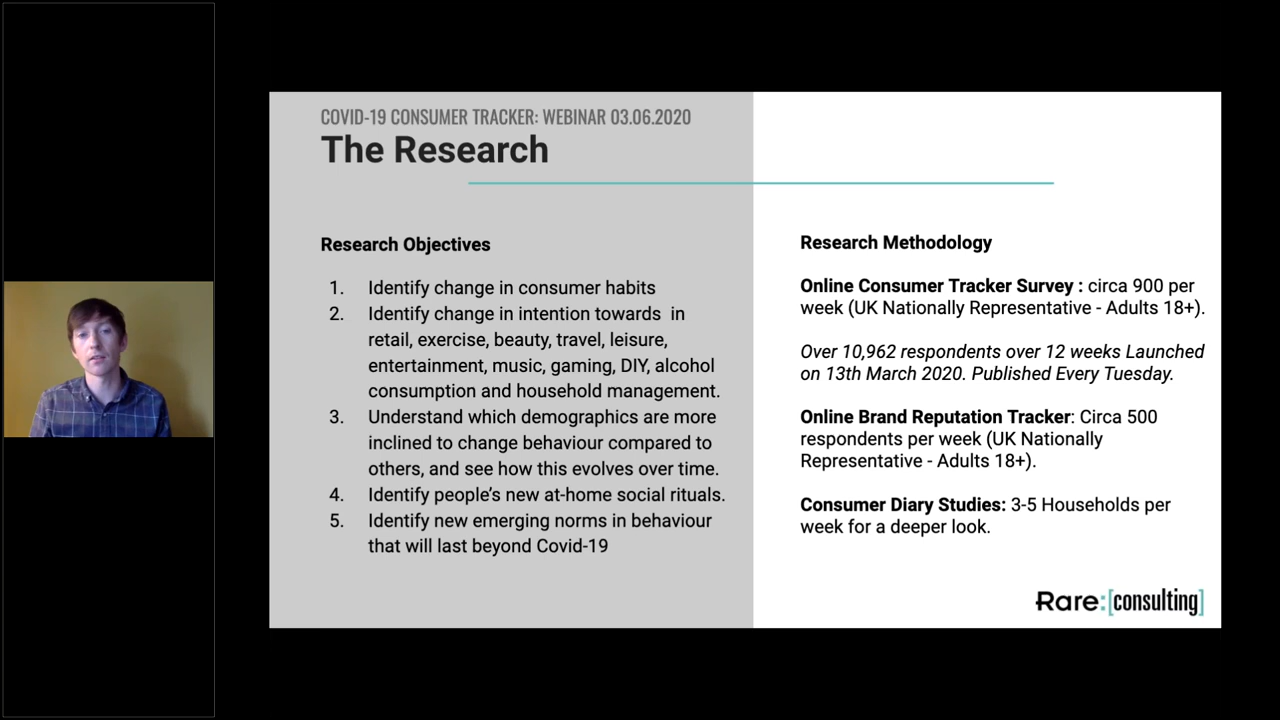 COVID-19 CONSUMER TRACKER: WEBINAR 03.06.2020
The Research
Research Objectives
1. Identify change in consumer habits
2. Identify change in intention towards in
retail, exercise, beauty, travel, leisure,
entertainment, music, gaming, DIY, alcohol
consumption and household management.
3. Understand which demographics are more
inclined to change behaviour compared to
others, and see how this evolves over time.
4. Identify people’s new at-home social rituals.
5. Identify new emerging norms in behaviour
that will last beyond Covid-19
Research Methodology
Online Consumer Tracker Survey : circa 900 per
week (UK Nationally Representative - Adults 18+).
Over 10,962 respondents over 12 weeks Launched
on 13th March 2020. Published Every Tuesday.
Online Brand Reputation Tracker: Circa 500
respondents per week (UK Nationally
Representative - Adults 18+).
Consumer Diary Studies: 3-5 Households per
week for a deeper look.
Rare:[consulting]